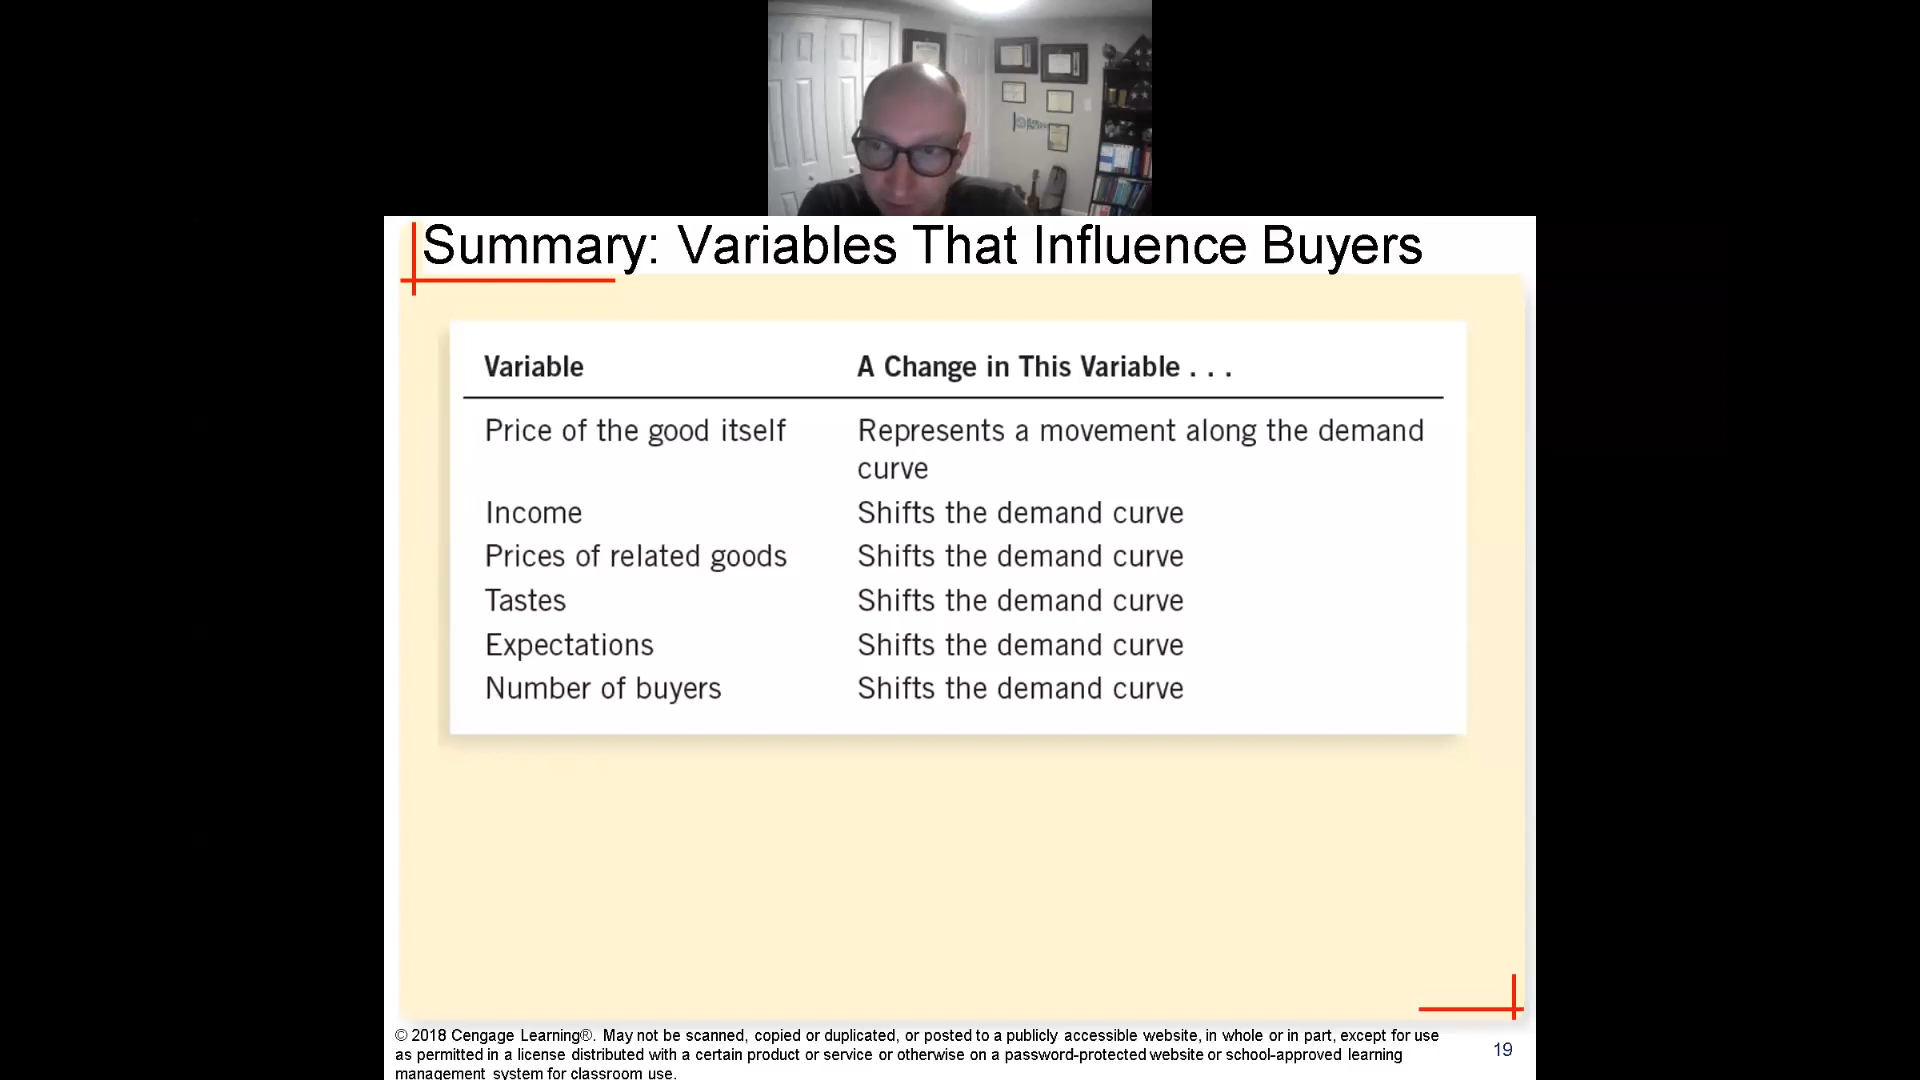 Summary: Variables That Influence Buyers
Variable A Change in This Variable . . .
Price of the good itself Represents a movement along the demand
curve
Income Shifts the demand curve
Prices of related goods Shifts the demand curve
Tastes Shifts the demand curve
Expectations Shifts the demand curve
Number of buyers Shifts the demand curve
© 2018 Cengage Learning®. May not be scanned, copied or duplicated, or posted to a publicly accessible website, in whole or in part, except for use
as permitted in a license distributed with a certain product or service or otherwise on a password-protected website or school-approved learning
management system for classroom use.
19